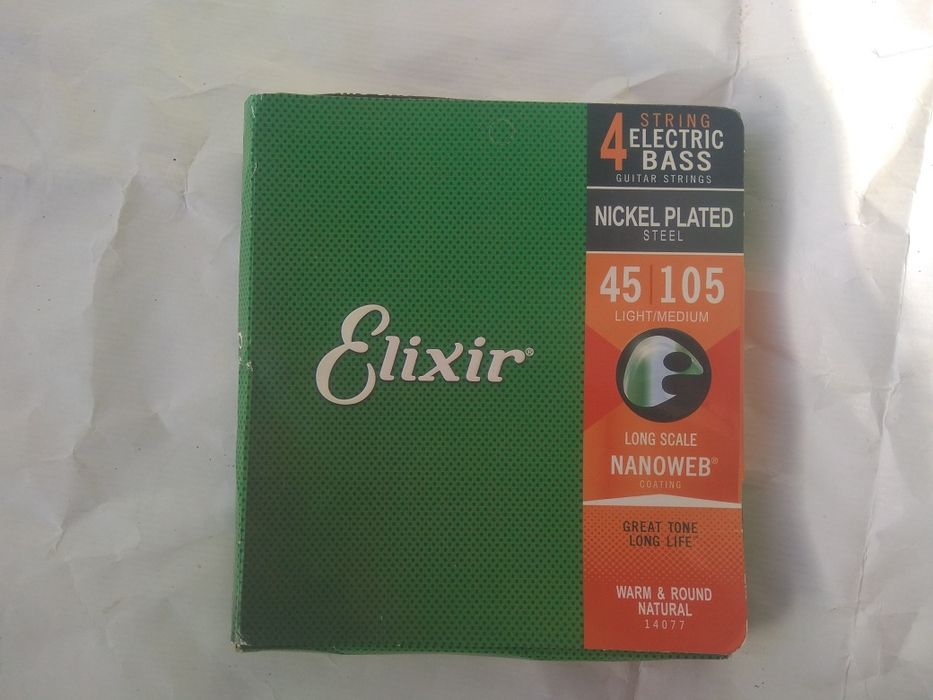 Elixir®
4 STRING
ELECTRIC
BASS
GUITAR STRINGS
NICKEL PLATED
STEEL
45 | 105
LIGHT/MEDIUM
LONG SCALE
NANOWEB®
COATING
GREAT TONE
LONG LIFE™
WARM & ROUND
NATURAL
14077